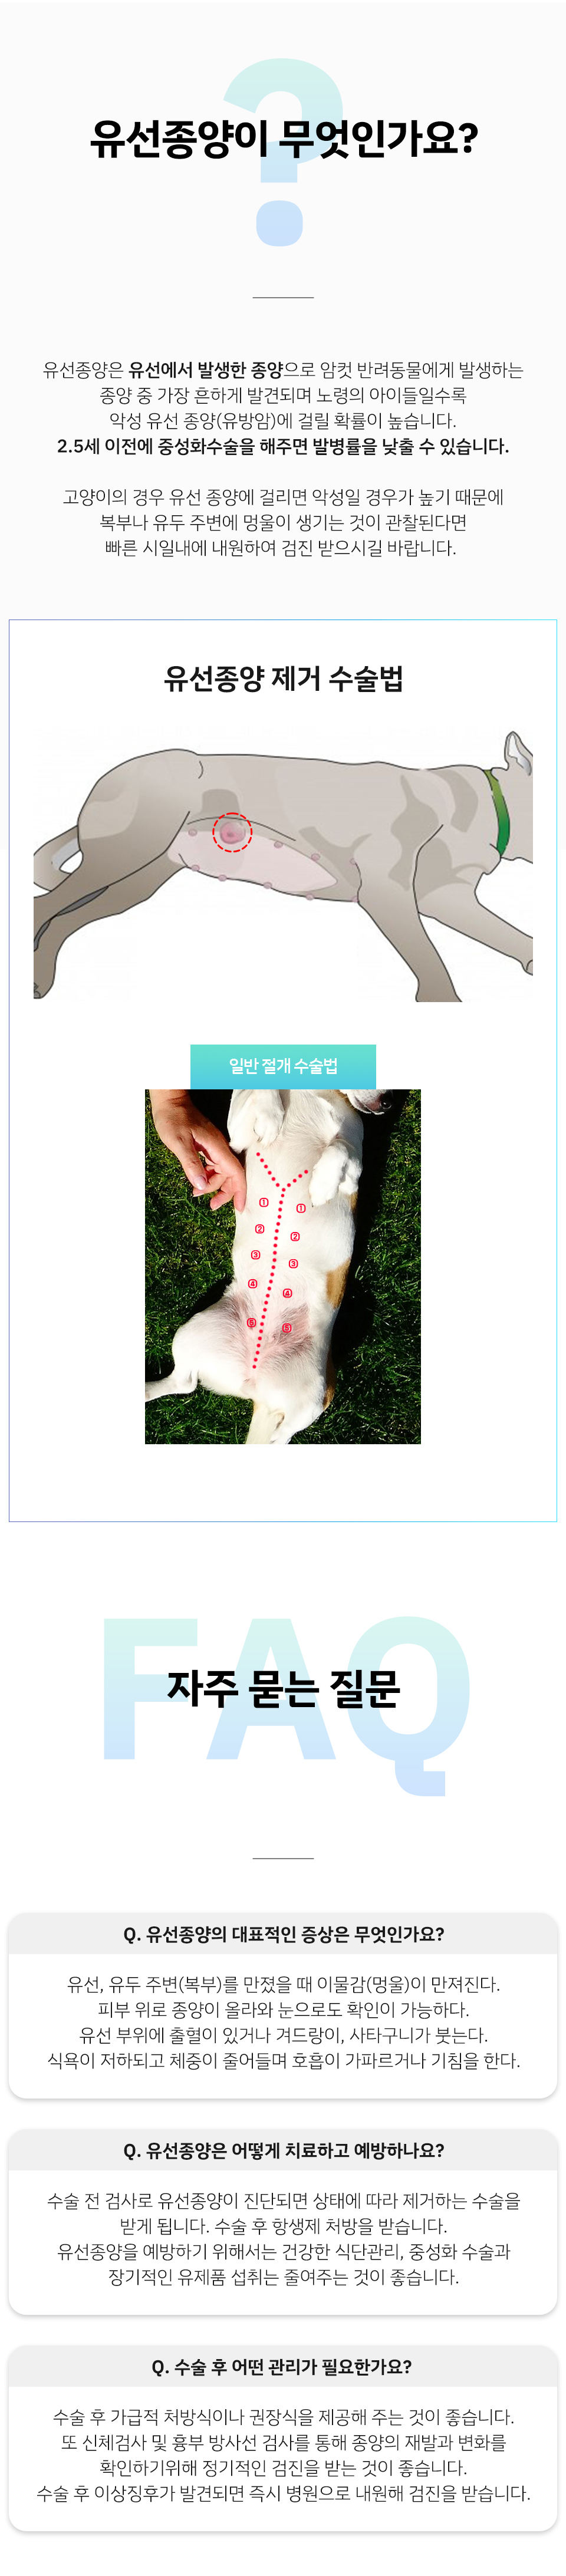 ?
유선종양이 무엇인가요?
유선종양은 유선에서 발생한 종양으로 암컷 반려동물에게 발생하는
종양 중 가장 흔하게 발견되며 노령의 아이들일수록
악성 유선 종양(유방암)에 걸릴 확률이 높습니다.
2.5세 이전에 중성화수술을 해주면 발병률을 낮출 수 있습니다.
고양이의 경우 유선 종양에 걸리면 악성일 경우가 높기 때문에
복부나 유두 주변에 멍울이 생기는 것이 관찰된다면
빠른 시일내에 내원하여 검진 받으시길 바랍니다.
유선종양 제거 수술법
일반 절개 수술법
① ①
② ②
③ ③
④ ④
⑤ ⑤
FAQ
자주 묻는 질문
Q. 유선종양의 대표적인 증상은 무엇인가요?
유선, 유두 주변(복부)를 만졌을 때 이물감(멍울)이 만져진다.
피부 위로 종양이 올라와 눈으로도 확인이 가능하다.
유선 부위에 출혈이 있거나 겨드랑이, 사타구니가 붓는다.
식욕이 저하되고 체중이 줄어들며 호흡이 가파르거나 기침을 한다.
Q. 유선종양은 어떻게 치료하고 예방하나요?
수술 전 검사로 유선종양이 진단되면 상태에 따라 제거하는 수술을
받게 됩니다. 수술 후 항생제 처방을 받습니다.
유선종양을 예방하기 위해서는 건강한 식단관리, 중성화 수술과
장기적인 유제품 섭취는 줄여주는 것이 좋습니다.
Q. 수술 후 어떤 관리가 필요한가요?
수술 후 가급적 처방식이나 권장식을 제공해 주는 것이 좋습니다.
또 신체검사 및 흉부 방사선 검사를 통해 종양의 재발과 변화를
확인하기위해 정기적인 검진을 받는 것이 좋습니다.
수술 후 이상징후가 발견되면 즉시 병원으로 내원해 검진을 받습니다.